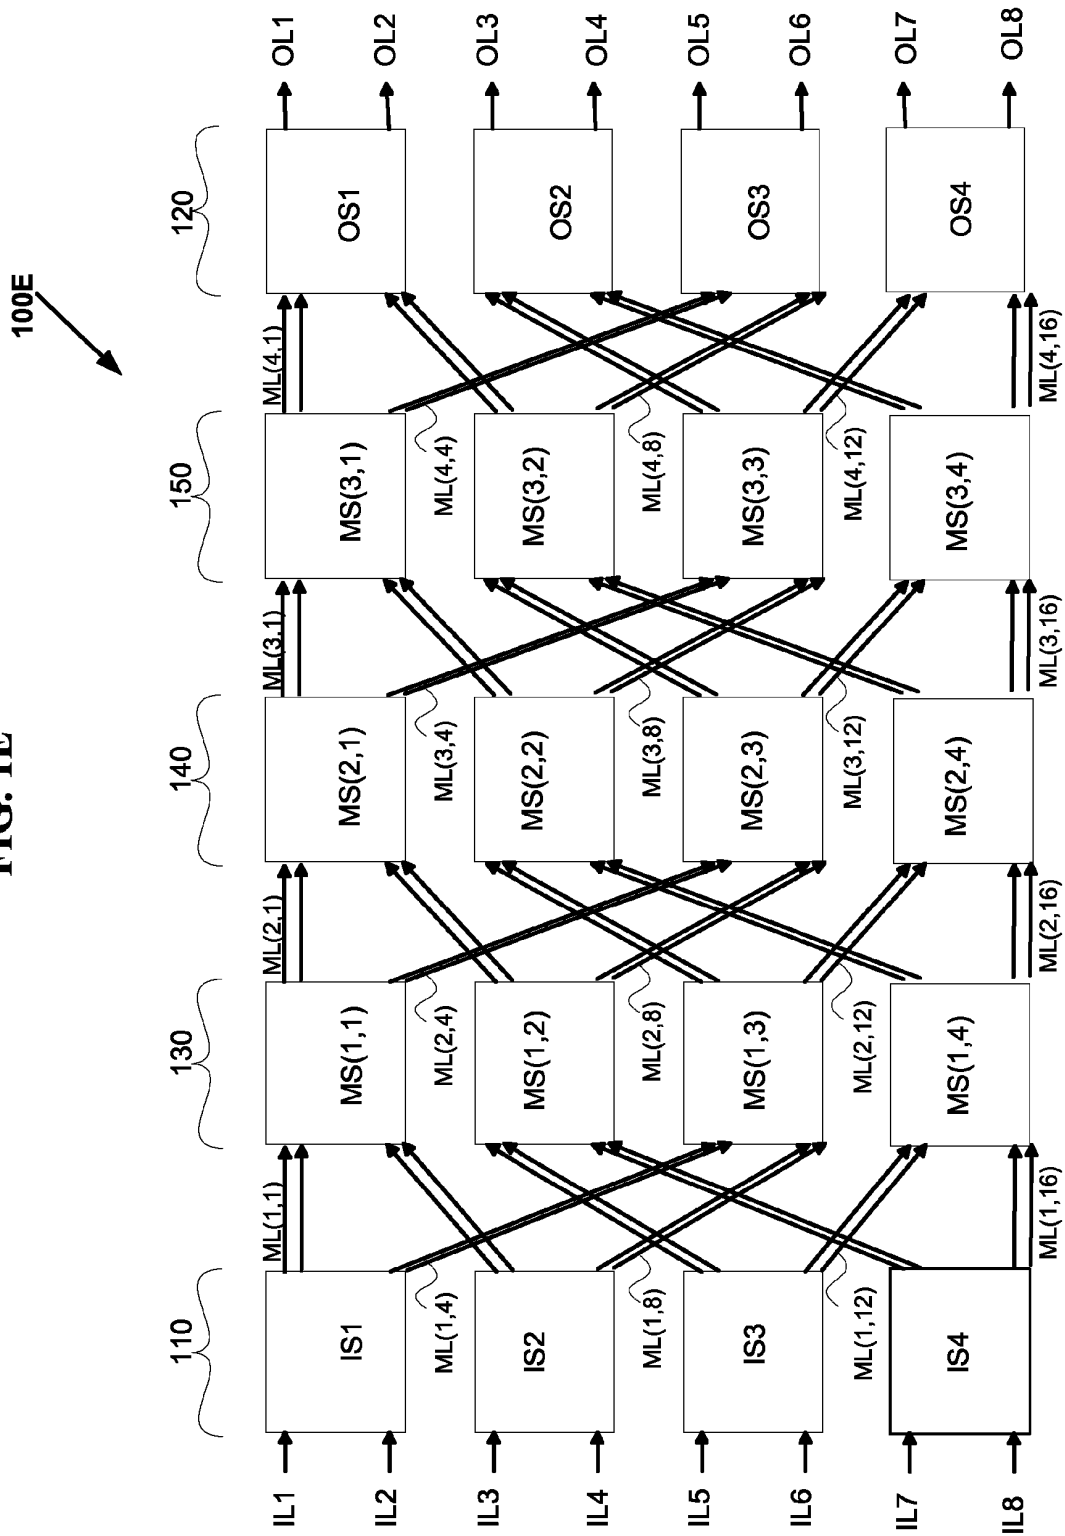 FIG. 1E
100E
110
130
140
150
120
IL1
ML(1,1)
ML(2,1)
ML(3,1)
ML(4,1)
OL1
IS1
MS(1,1)
MS(2,1)
MS(3,1)
OS1
IL2
OL2
ML(1,4)
ML(2,4)
ML(3,4)
ML(4,4)
IL3
OL3
IS2
MS(1,2)
MS(2,2)
MS(3,2)
OS2
IL4
OL4
ML(1,8)
ML(2,8)
ML(3,8)
ML(4,8)
IL5
OL5
IS3
MS(1,3)
MS(2,3)
MS(3,3)
OS3
IL6
OL6
ML(1,12)
ML(2,12)
ML(3,12)
ML(4,12)
IL7
OL7
IS4
MS(1,4)
MS(2,4)
MS(3,4)
OS4
IL8
OL8
ML(1,16)
ML(2,16)
ML(3,16)
ML(4,16)